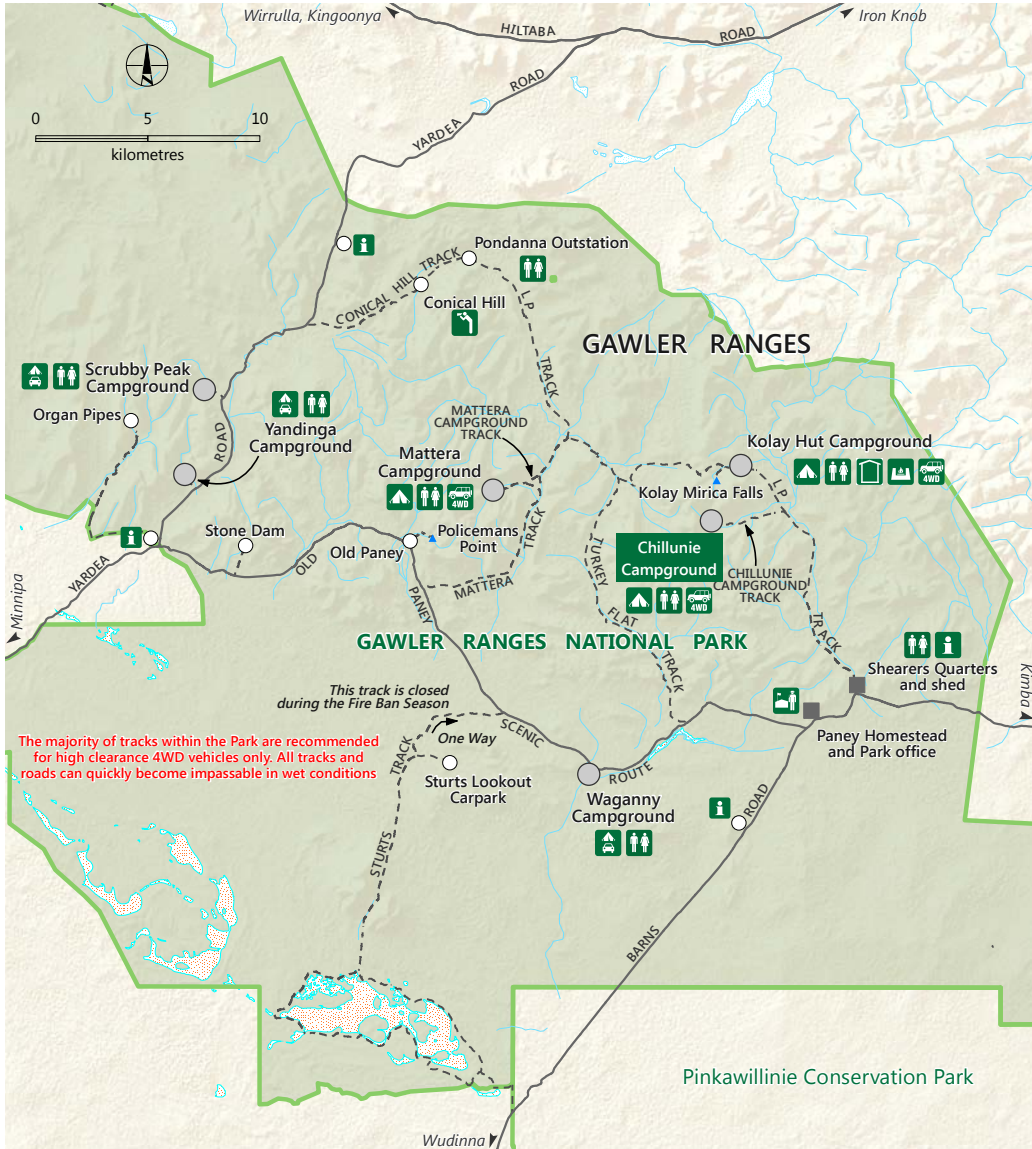 Wirrulla, Kingoonya
Iron Knob
HILTABA
ROAD
ROAD
YARDEA
0 5 10
kilometres
Pondanna Outstation
CONICAL HILL TRACK
Conical Hill
LP
TRACK
GAWLER RANGES
Scrubby Peak
Campground
Organ Pipes
ROAD
Yandinga
Campground
MATTERA
CAMPGROUND
TRACK
Mattera
Campground
4WD
Kolay Hut Campground
4WD
Kolay Mirica Falls
LP
Stone Dam
Old Paney
Policemans
Point
TRACK
MATTERA
Chillunie
Campground
4WD
CHILLUNIE
CAMPGROUND
TRACK
TURKEY
FLAT
TRACK
YARDEA
Minnipa
OLD
PANEY
SCENIC
ROUTE
GAWLER RANGES NATIONAL PARK
TRACK
Shearers Quarters
and shed
Kimba
This track is closed
during the Fire Ban Season
One Way
The majority of tracks within the Park are recommended
for high clearance 4WD vehicles only. All tracks and
roads can quickly become impassable in wet conditions
TRACK
Sturts Lookout
Carpark
STURTS
Paney Homestead
and Park office
Waganny
Campground
ROAD
BARNS
Pinkawillinie Conservation Park
Wudinna